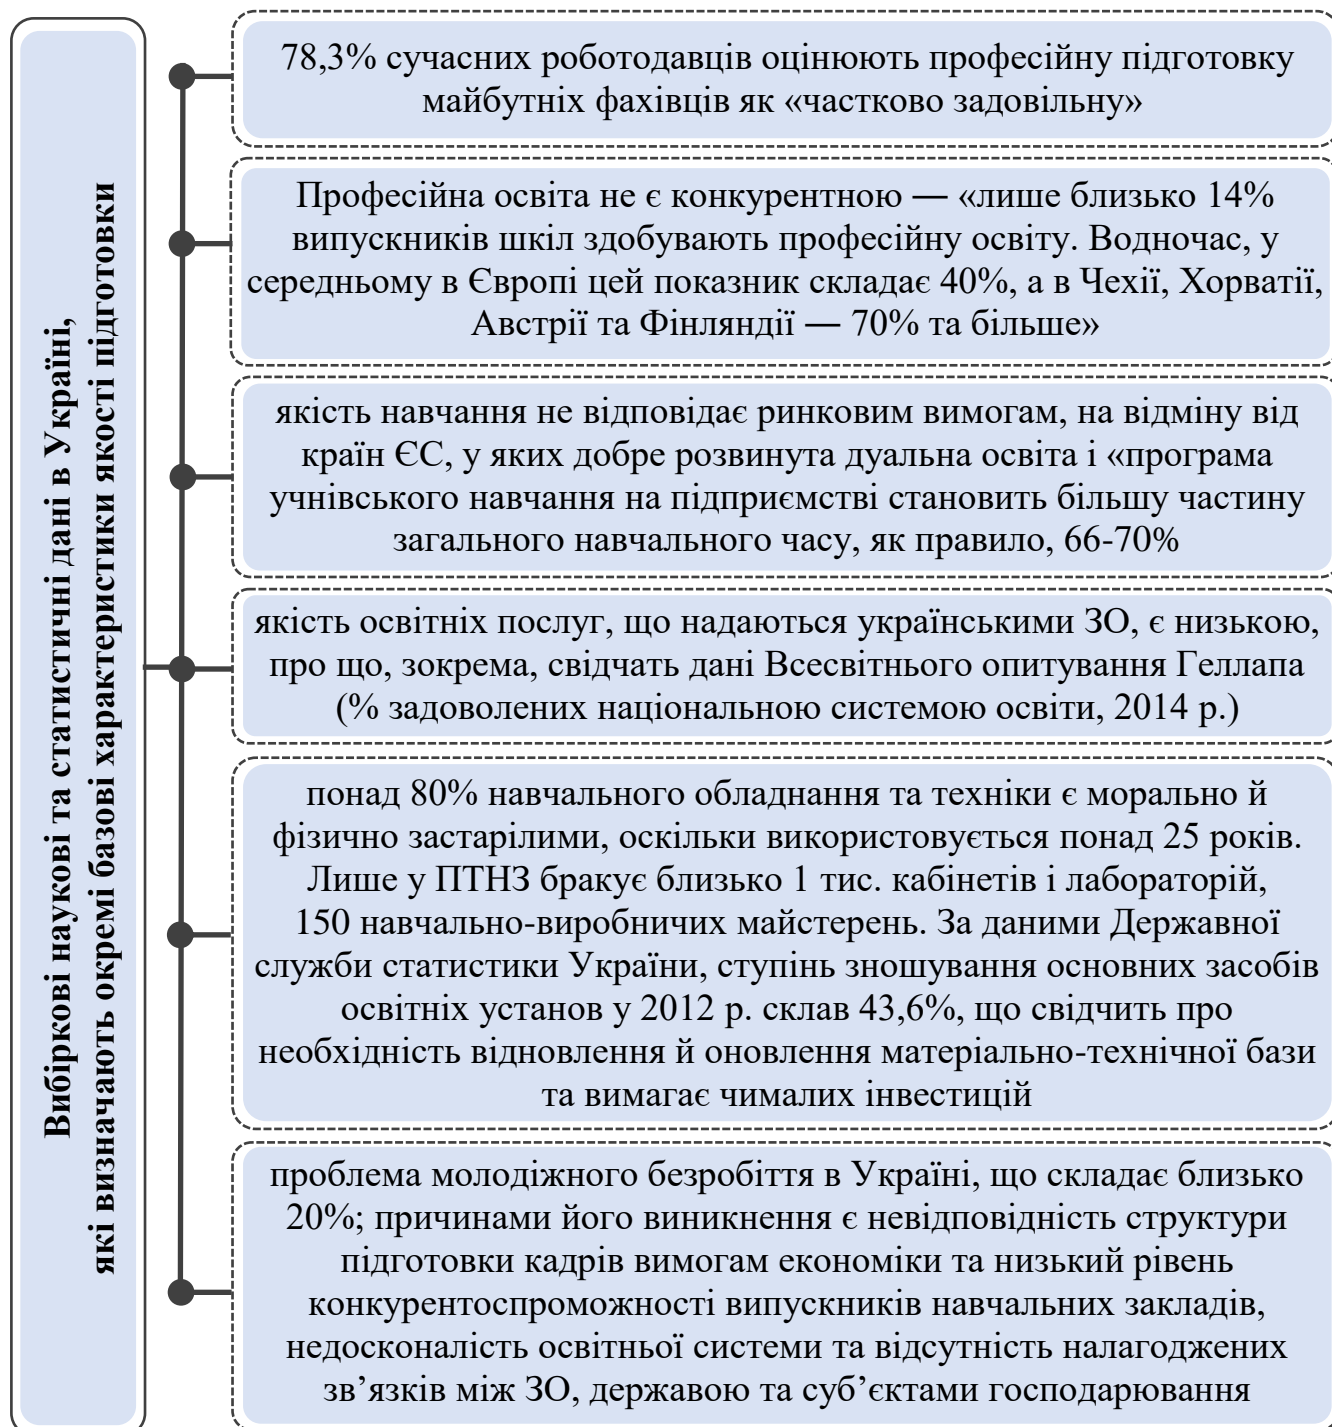 Вибіркові наукові та статистичні дані в Україні,
які визначають окремі базові характеристики якості підготовки
78,3% сучасних роботодавців оцінюють професійну підготовку
майбутніх фахівців як «частково задовільну»
Професійна освіта не є конкурентною — «лише близько 14%
випускників шкіл здобувають професійну освіту. Водночас, у
середньому в Європі цей показник складає 40%, а в Чехії, Хорватії,
Австрії та Фінляндії — 70% та більше»
якість навчання не відповідає ринковим вимогам, на відміну від
країн ЄС, у яких добре розвинута дуальна освіта і «програма
учнівського навчання на підприємстві становить більшу частину
загального навчального часу, як правило, 66-70%
якість освітніх послуг, що надаються українськими ЗО, є низькою,
про що, зокрема, свідчать дані Всесвітнього опитування Геллапа
(% задоволених національною системою освіти, 2014 р.)
понад 80% навчального обладнання та техніки є морально й
фізично застарілими, оскільки використовується понад 25 років.
Лише у ПТНЗ бракує близько 1 тис. кабінетів і лабораторій,
150 навчально-виробничих майстерень. За даними Державної
служби статистики України, ступінь зношування основних засобів
освітніх установ у 2012 р. склав 43,6%, що свідчить про
необхідність відновлення й оновлення матеріально-технічної бази
та вимагає чималих інвестицій
проблема молодіжного безробіття в Україні, що складає близько
20%; причинами його виникнення є невідповідність структури
підготовки кадрів вимогам економіки та низький рівень
конкурентоспроможності випускників навчальних закладів,
недосконалість освітньої системи та відсутність налагоджених
зв’язків між ЗО, державою та суб’єктами господарювання